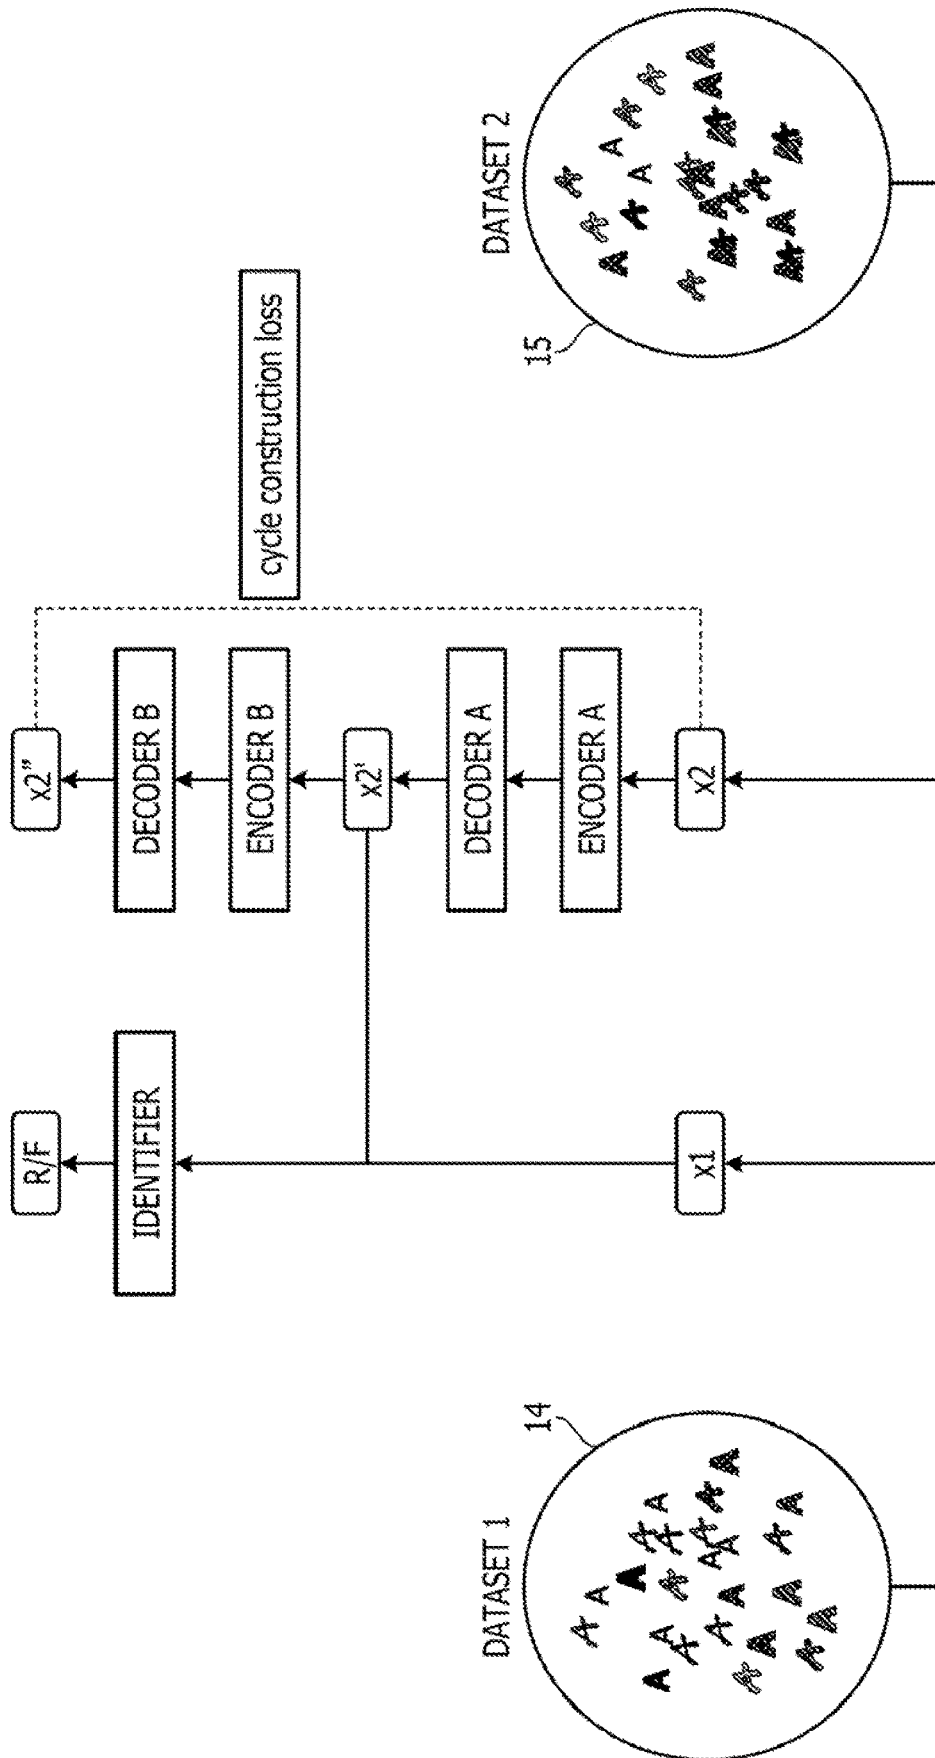 R/F
x2"
IDENTIFIER
DECODER B
ENCODER B
cycle construction loss
x2'
DECODER A
DATASET 1
DATASET 2
14
15
ENCODER A
x1
x2